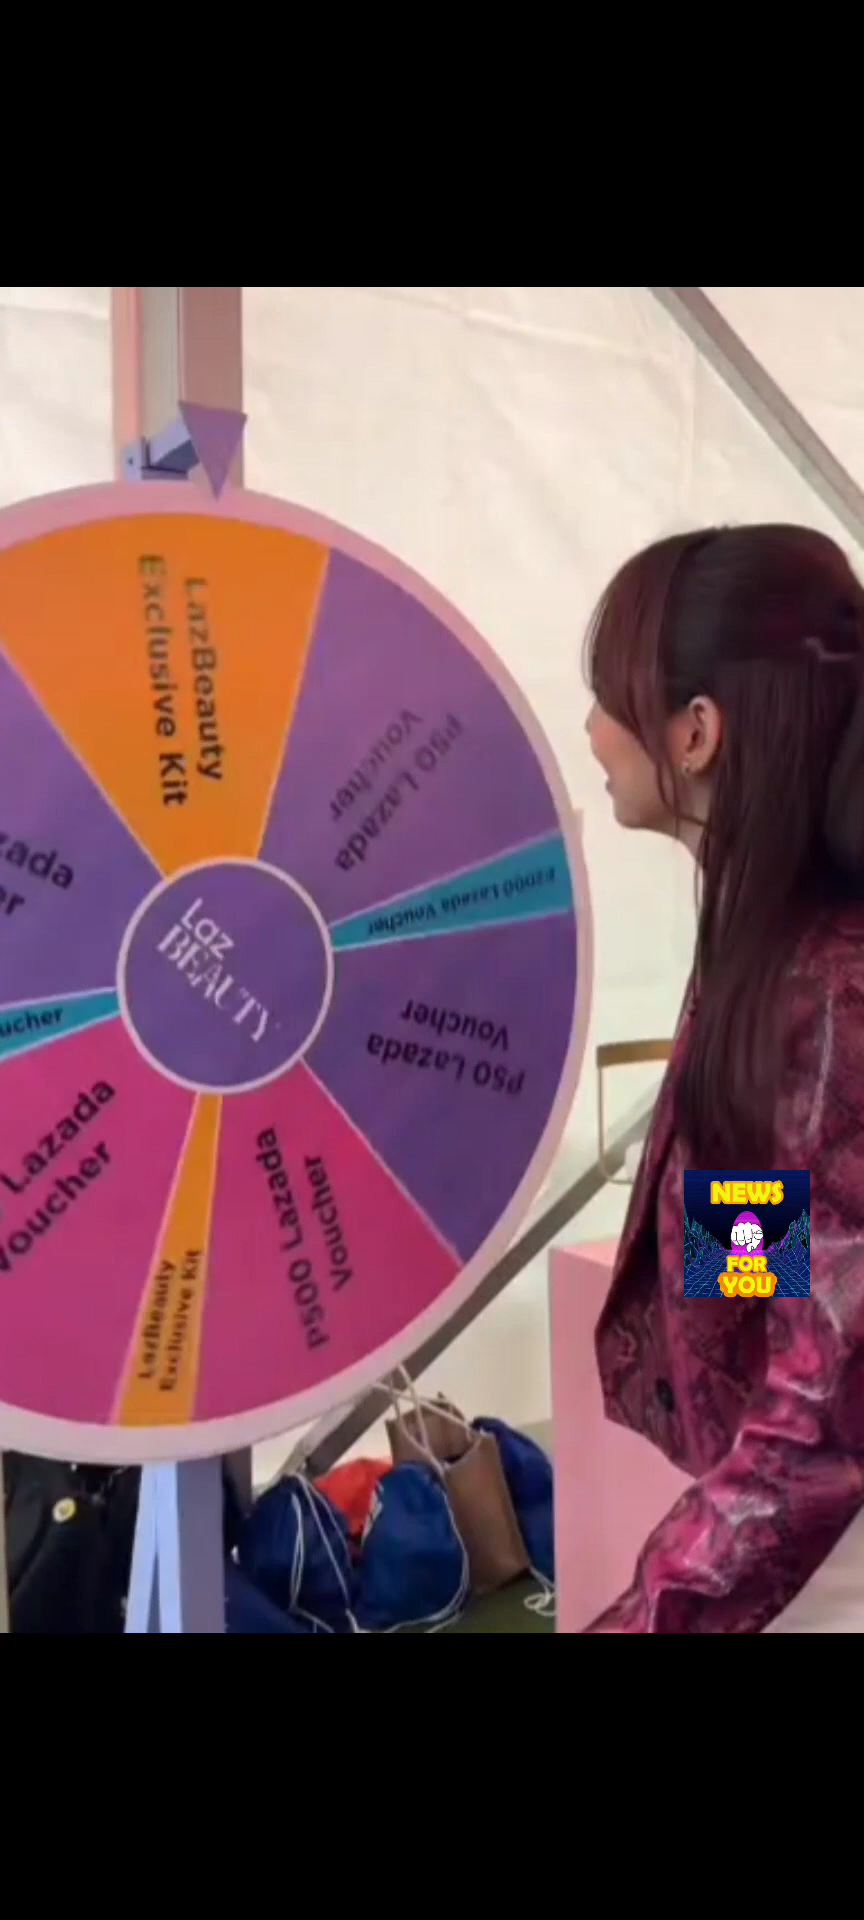 LazBeauty
Exclusive Kit
P50 Lazada
Voucher
P2000 Lazada Voucher
P50 Lazada
Voucher
P500 Lazada
Voucher
LazBeauty
Exclusive Kit
Lazada
Voucher
Laz
BEAUTY
NEWS
FOR
YOU